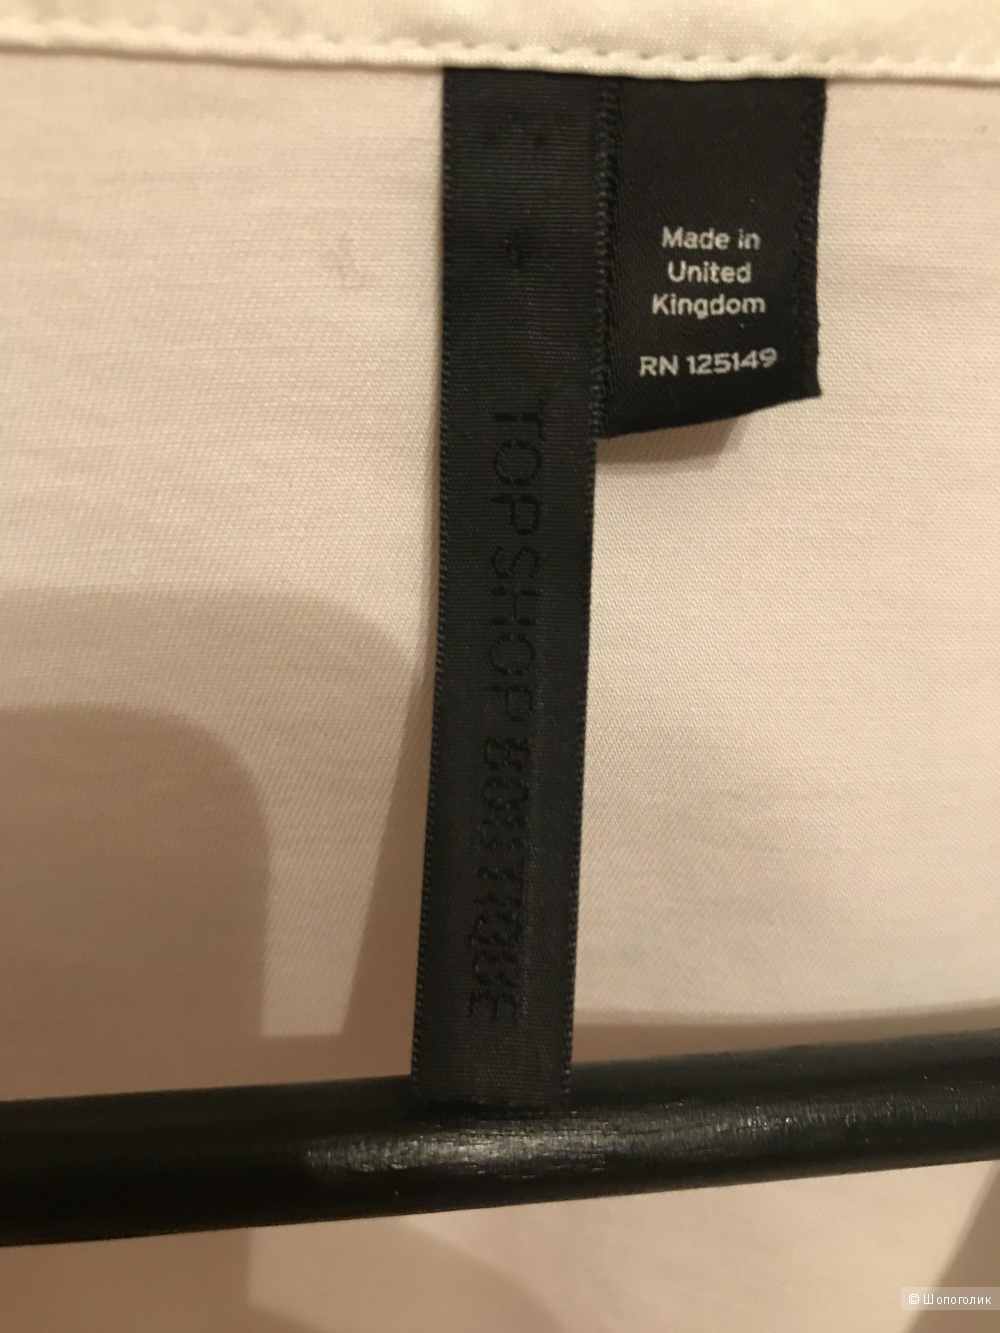 Made in
United
Kingdom
RN 125149
TOPSHOP BOUTIQUE
© Шопоголик